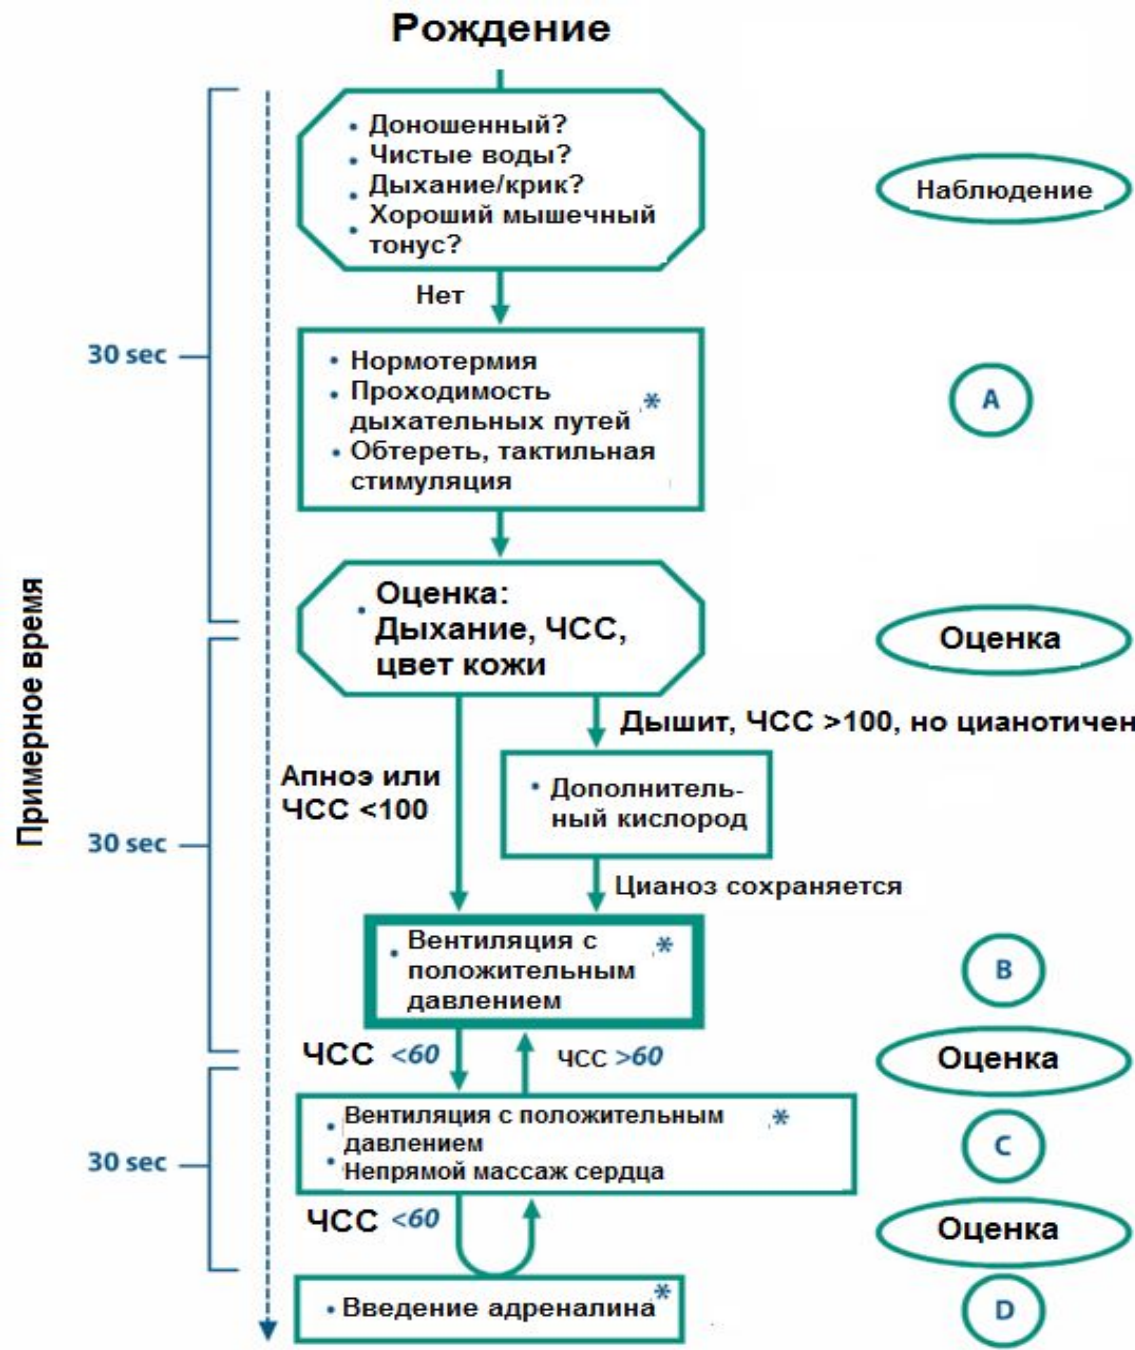 Рождение
• Доношенный?
• Чистые воды?
• Дыхание/крик?
• Хороший мышечный
тонус?
Наблюдение
Нет
30 sec
• Нормотермия
• Проходимость
дыхательных путей *
• Обтереть, тактильная
стимуляция
A
Примерное время
• Оценка:
Дыхание, ЧСС,
цвет кожи
Оценка
Дышит, ЧСС >100, но цианотичен
Апноэ или
ЧСС <100
• Дополнитель-
ный кислород
30 sec
Цианоз сохраняется
• Вентиляция с *
положительным
давлением
B
ЧСС <60
ЧСС >60
Оценка
• Вентиляция с положительным *
давлением
• Непрямой массаж сердца
30 sec
C
ЧСС <60
Оценка
• Введение адреналина *
D